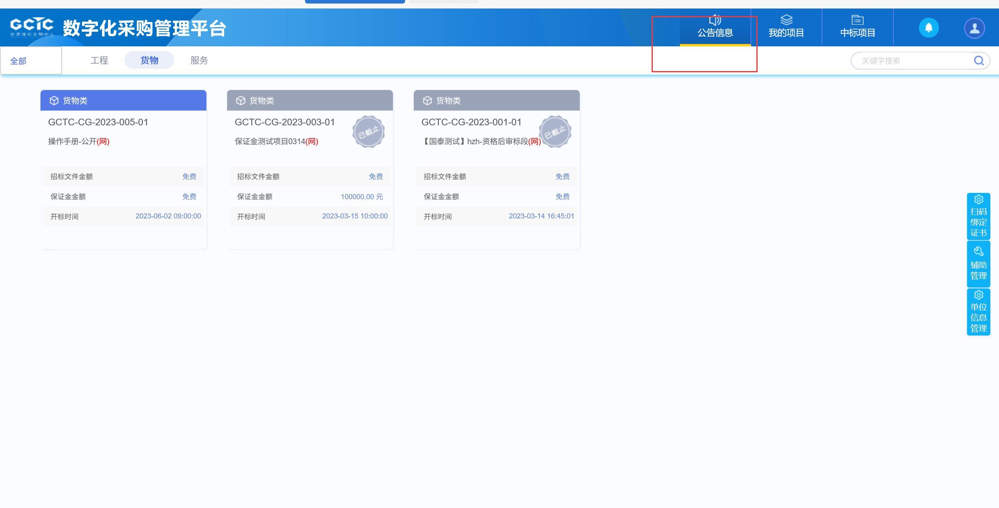 GCTC
甘肃煤炭交易中心
数字化采购管理平台
公告信息
我的项目
中标项目
全部
工程
货物
服务
关键字搜索
货物类
GCTC-CG-2023-005-01
操作手册-公开(网)
招标文件金额 免费
保证金金额 免费
开标时间 2023-06-02 09:00:00
货物类
GCTC-CG-2023-003-01
已截止
保证金测试项目0314(网)
招标文件金额 免费
保证金金额 100000.00 元
开标时间 2023-03-15 10:00:00
货物类
GCTC-CG-2023-001-01
已截止
【国泰测试】hzh-资格后审标段(网)
招标文件金额 免费
保证金金额 免费
开标时间 2023-03-14 16:45:01
扫码
绑定
证书
辅助
管理
单位
信息
管理